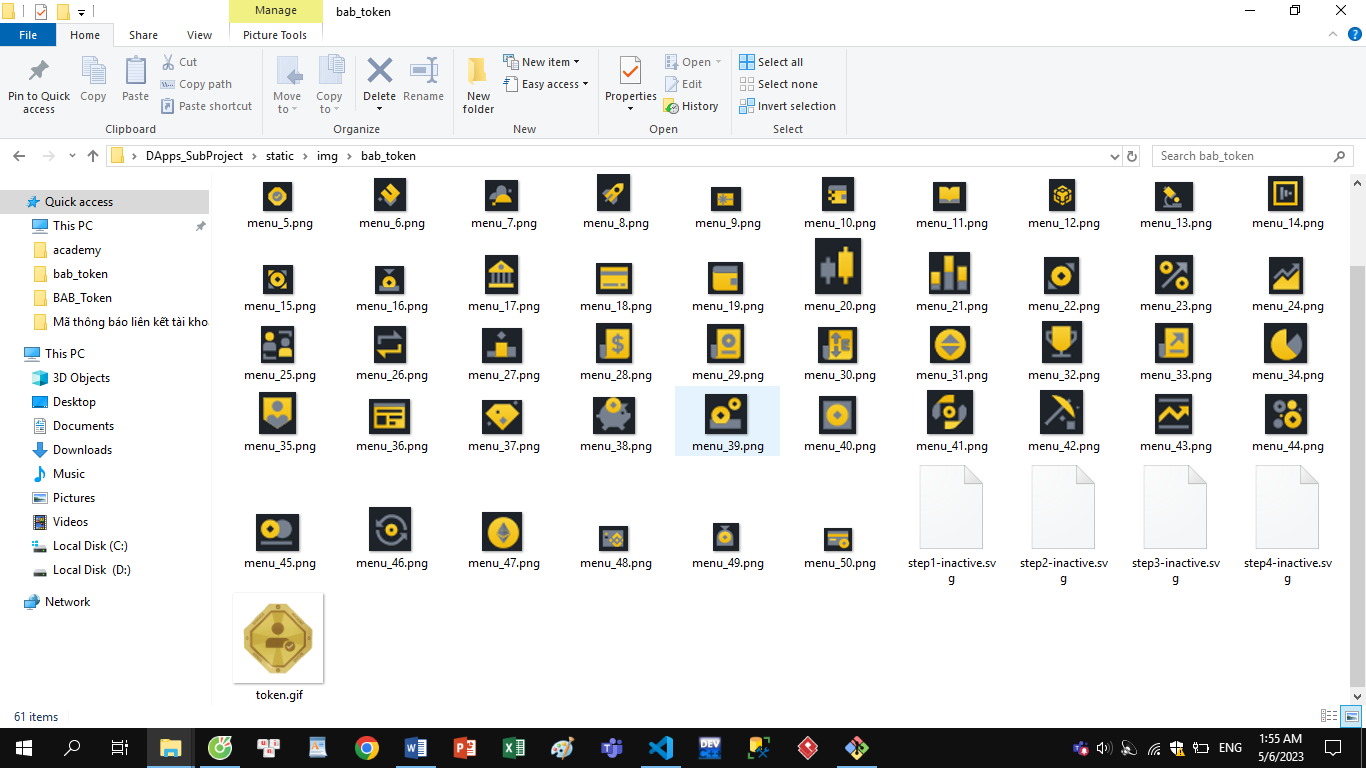 Manage
bab_token
File
Home
Share
View
Picture Tools
Pin to Quick
access
Copy
Paste
Cut
Copy path
Paste shortcut
Clipboard
Move
to
Copy
to
Delete
Rename
Organize
New
folder
New item
Easy access
New
Properties
Open
Edit
History
Open
Select all
Select none
Invert selection
Select
DApps_SubProject
static
img
bab_token
Search bab_token
Quick access
This PC
academy
bab_token
BAB_Token
Mã thông báo liên kết tài kho
This PC
3D Objects
Desktop
Documents
Downloads
Music
Pictures
Videos
Local Disk (C:)
Local Disk (D:)
Network
menu_5.png
menu_6.png
menu_7.png
menu_8.png
menu_9.png
menu_10.png
menu_11.png
menu_12.png
menu_13.png
menu_14.png
menu_15.png
menu_16.png
menu_17.png
menu_18.png
menu_19.png
menu_20.png
menu_21.png
menu_22.png
menu_23.png
menu_24.png
menu_25.png
menu_26.png
menu_27.png
menu_28.png
menu_29.png
menu_30.png
menu_31.png
menu_32.png
menu_33.png
menu_34.png
menu_35.png
menu_36.png
menu_37.png
menu_38.png
menu_39.png
menu_40.png
menu_41.png
menu_42.png
menu_43.png
menu_44.png
menu_45.png
menu_46.png
menu_47.png
menu_48.png
menu_49.png
menu_50.png
step1-inactive.sv
g
step2-inactive.sv
g
step3-inactive.sv
g
step4-inactive.sv
g
token.gif
61 items
DEV
ENG
1:55 AM
5/6/2023